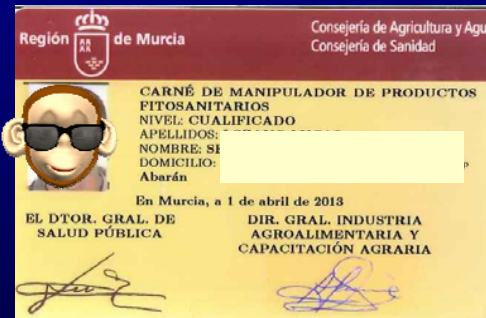 Región de Murcia
Consejería de Agricultura y Agu
Consejería de Sanidad
CARNÉ DE MANIPULADOR DE PRODUCTOS
FITOSANITARIOS
NIVEL: CUALIFICADO
APELLIDOS:
NOMBRE: SE
DOMICILIO:
Abarán
En Murcia, a 1 de abril de 2013
EL DTOR. GRAL. DE
SALUD PÚBLICA
DIR. GRAL. INDUSTRIA
AGROALIMENTARIA Y
CAPACITACIÓN AGRARIA